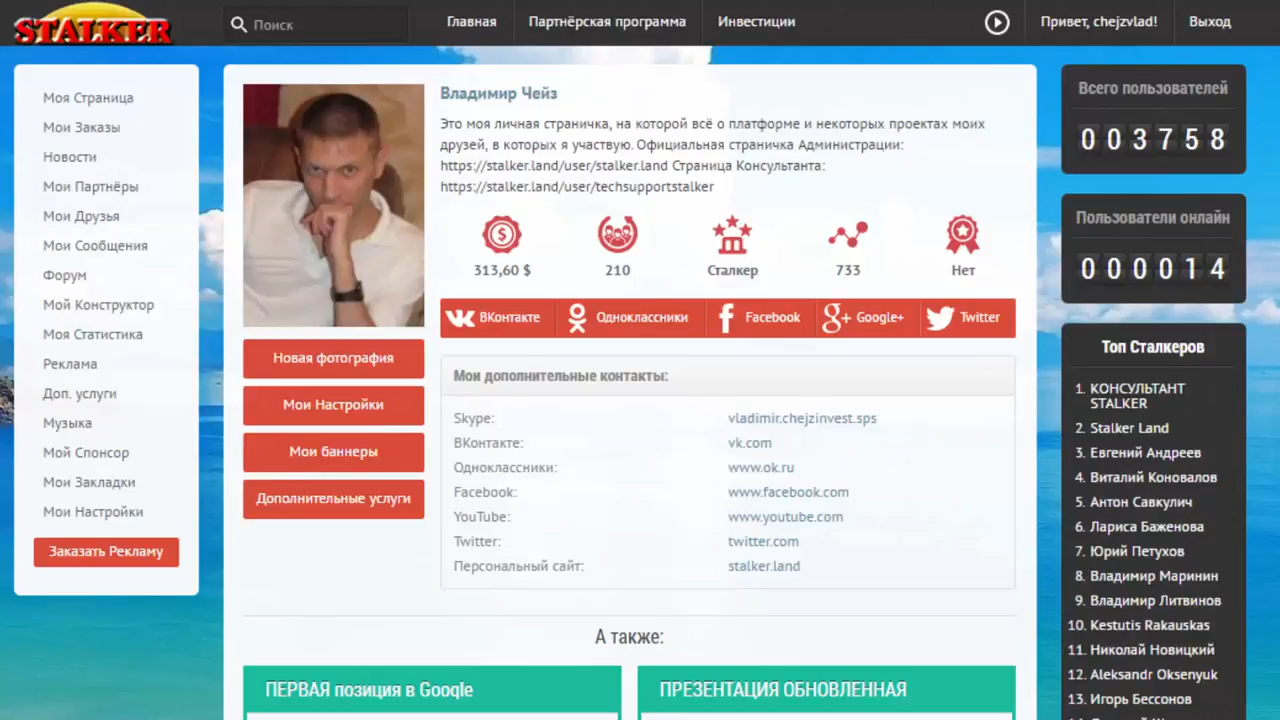 STALKER
Поиск
Главная
Партнёрская программа
Инвестиции
Привет, chejzvlad!
Выход
Моя Страница
Мои Заказы
Новости
Мои Партнёры
Мои Друзья
Мои Сообщения
Форум
Мой Конструктор
Моя Статистика
Реклама
Доп. услуги
Музыка
Мой Спонсор
Мои Закладки
Мои Настройки
Заказать Рекламу
Новая фотография
Мои Настройки
Мои баннеры
Дополнительные услуги
Владимир Чейз
Это моя личная страничка, на которой всё о платформе и некоторых проектах моих
друзей, в которых я участвую. Официальная страничка Администрации:
https://stalker.land/user/stalker.land Страница Консультанта:
https://stalker.land/user/techsupportstalker
313,60 $
210
Сталкер
733
Нет
ВКонтакте
Одноклассники
Facebook
Google+
Twitter
Мои дополнительные контакты:
Skype: vladimir.chejzinvest.sps
ВКонтакте: vk.com
Одноклассники: www.ok.ru
Facebook: www.facebook.com
YouTube: www.youtube.com
Twitter: twitter.com
Персональный сайт: stalker.land
А также:
ПЕРВАЯ позиция в Google
ПРЕЗЕНТАЦИЯ ОБНОВЛЕННАЯ
Всего пользователей
003758
Пользователи онлайн
000014
Топ Сталкеров
1. КОНСУЛЬТАНТ
STALKER
2. Stalker Land
3. Евгений Андреев
4. Виталий Коновалов
5. Антон Савкулич
6. Лариса Баженова
7. Юрий Петухов
8. Владимир Маринин
9. Владимир Литвинов
10. Kestutis Rakauskas
11. Николай Новицкий
12. Aleksandr Oksenyuk
13. Игорь Бессонов